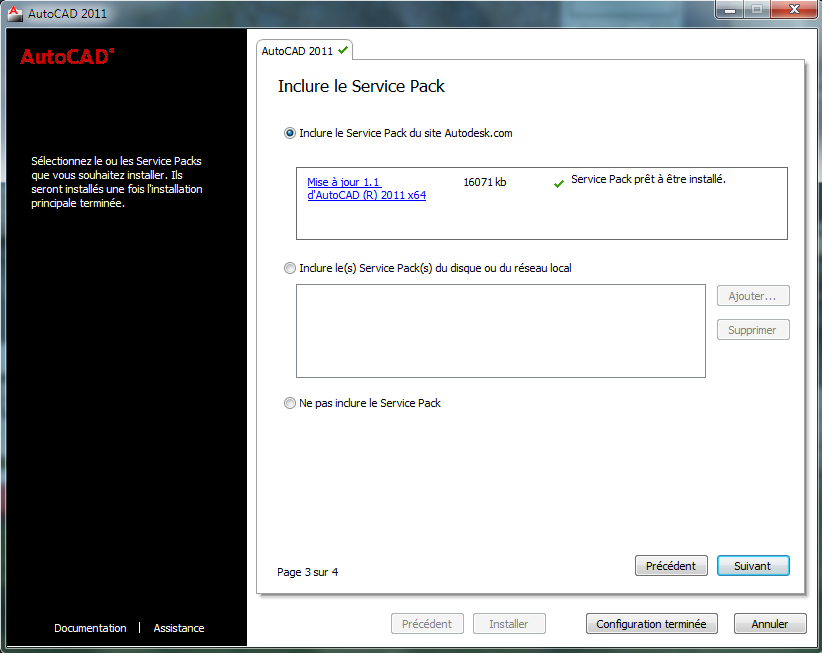 AutoCAD 2011
AutoCAD®
Sélectionnez le ou les Service Packs
que vous souhaitez installer. Ils
seront installés une fois l'installation
principale terminée.
AutoCAD 2011
Inclure le Service Pack
Inclure le Service Pack du site Autodesk.com
Mise à jour 1.1
d'AutoCAD (R) 2011 x64
16071 kb
Service Pack prêt à être installé.
Inclure le(s) Service Pack(s) du disque ou du réseau local
Ajouter...
Supprimer
Ne pas inclure le Service Pack
Page 3 sur 4
Précédent
Suivant
Documentation | Assistance
Précédent
Installer
Configuration terminée
Annuler